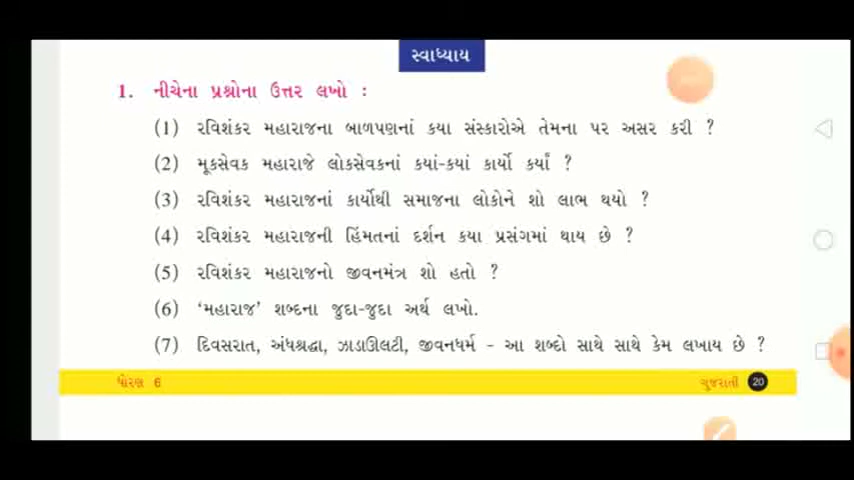 સ્વાધ્યાય
1. નીચેના પ્રશ્નોના ઉત્તર લખો :
(1) રવિશંકર મહારાજના બાળપણનાં કયા સંસ્કારોએ તેમના પર અસર કરી ?
(2) મૂકસેવક મહારાજે લોકસેવકનાં કયાં-કયાં કાર્યો કર્યાં ?
(3) રવિશંકર મહારાજનાં કાર્યોથી સમાજના લોકોને શો લાભ થયો ?
(4) રવિશંકર મહારાજની હિંમતનાં દર્શન કયા પ્રસંગમાં થાય છે ?
(5) રવિશંકર મહારાજનો જીવનમંત્ર શો હતો ?
(6) ‘મહારાજ’ શબ્દના જુદા-જુદા અર્થ લખો.
(7) દિવસરાત, અંધશ્રદ્ધા, ઝાડાઊલટી, જીવનધર્મ - આ શબ્દો સાથે સાથે કેમ લખાય છે ?
ધોરણ 6 ગુજરાતી 20